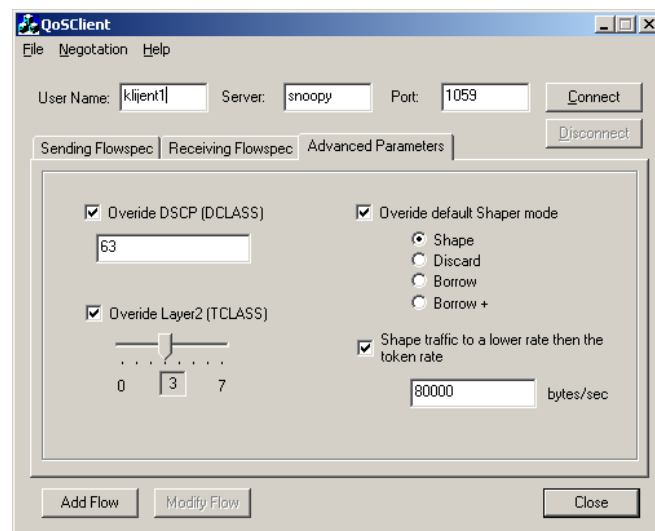 QoSClient
File Negotation Help
User Name: klijent1 Server: snoopy Port: 1059 Connect
Disconnect
Sending Flowspec Receiving Flowspec Advanced Parameters
Overide DSCP (DCLASS) Overide default Shaper mode
63 Shape
Discard
Borrow
Overide Layer2 (TCLASS) Borrow +
Shape traffic to a lower rate then the
token rate
0 3 7
80000 bytes/sec
Add Flow Modify Flow Close